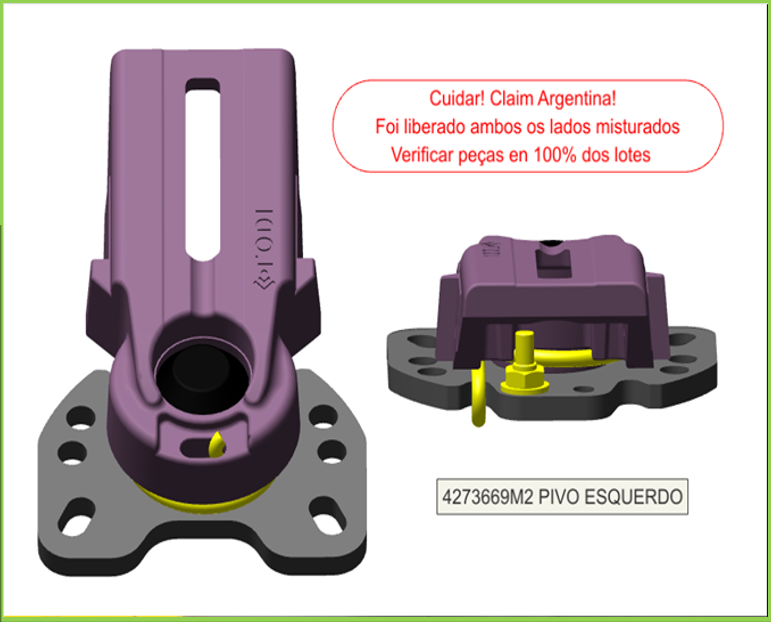 Cuidar! Claim Argentina!
Foi liberado ambos os lados misturados
Verificar peças en 100% dos lotes
4273669M2 PIVO ESQUERDO